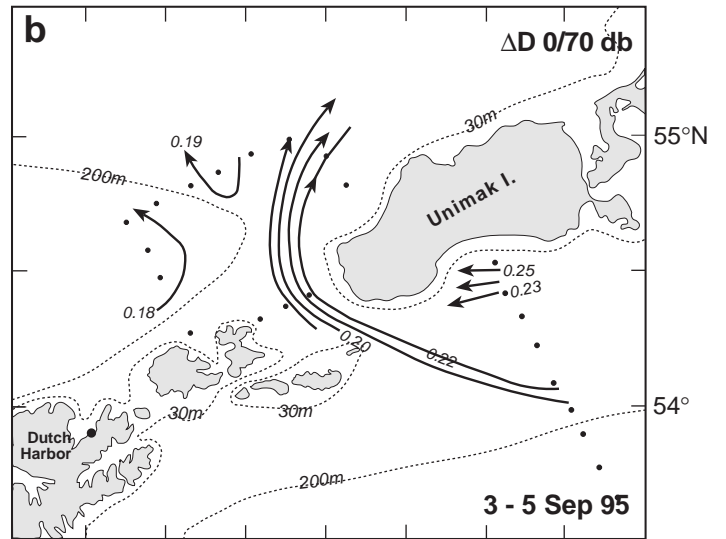 b
ΔD 0/70 db
30m
55°N
0.19
200m
Unimak I.
0.25
0.23
0.18
0.20
0.22
30m
30m
54°
Dutch
Harbor
200m
3 - 5 Sep 95